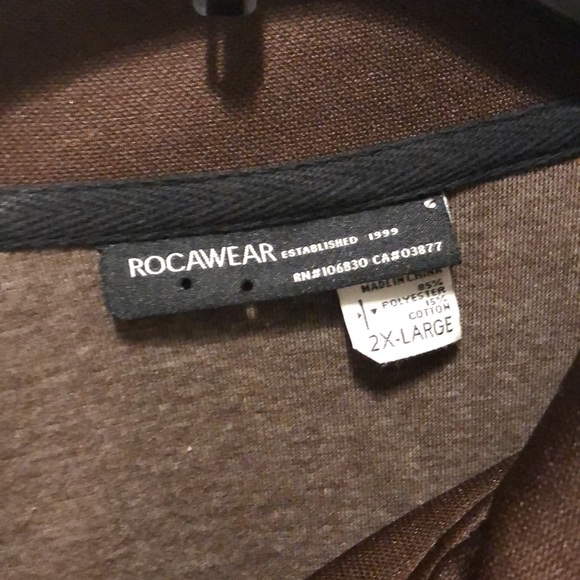 ROCAWEAR ESTABLISHED 1999
RN#106830 CA#03877
MADE IN CHINA
85%
POLYESTER
15%
COTTON
2X-LARGE